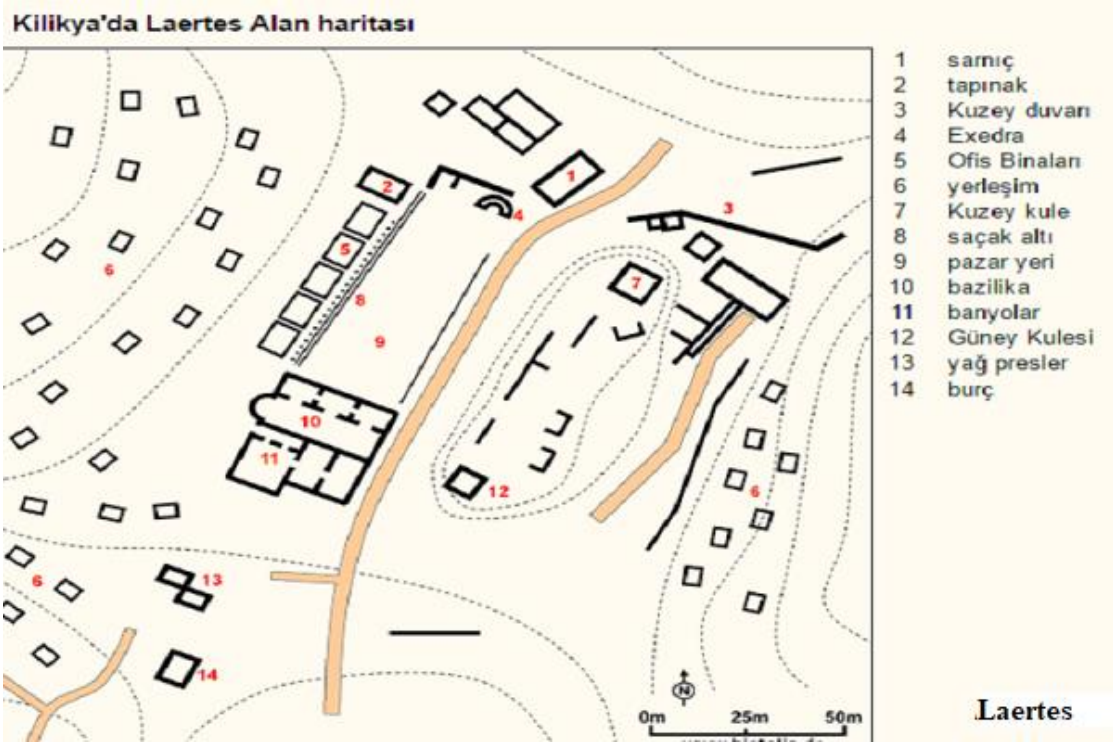 Kilikya'da Laertes Alan haritası
1 sarnıç
2 tapınak
3 Kuzey duvarı
4 Exedra
5 Ofis Binaları
6 yerleşim
7 Kuzey kule
8 saçak altı
9 pazar yeri
10 bazilika
11 banyolar
12 Güney Kulesi
13 yağ presler
14 burç
1
2
3
4
5
6
7
8
9
10
11
12
6
6
13
14
N
0m 25m 50m
.Laertes